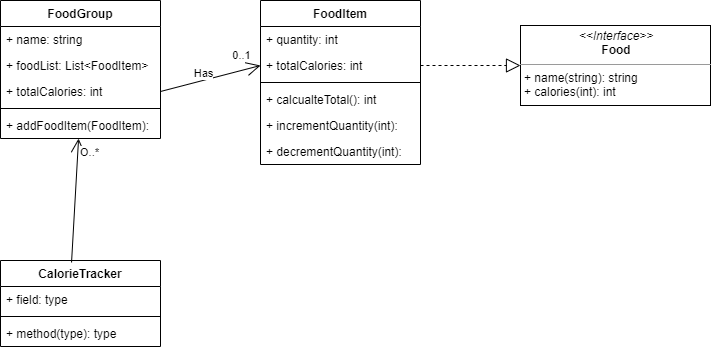 FoodGroup
+ name: string
+ foodList: List<FoodItem>
+ totalCalories: int
+ addFoodItem(FoodItem):
Has
0..1
FoodItem
+ quantity: int
+ totalCalories: int
+ calcualteTotal(): int
+ incrementQuantity(int):
+ decrementQuantity(int):
<<Interface>>
Food
+ name(string): string
+ calories(int): int
O..*
CalorieTracker
+ field: type
+ method(type): type